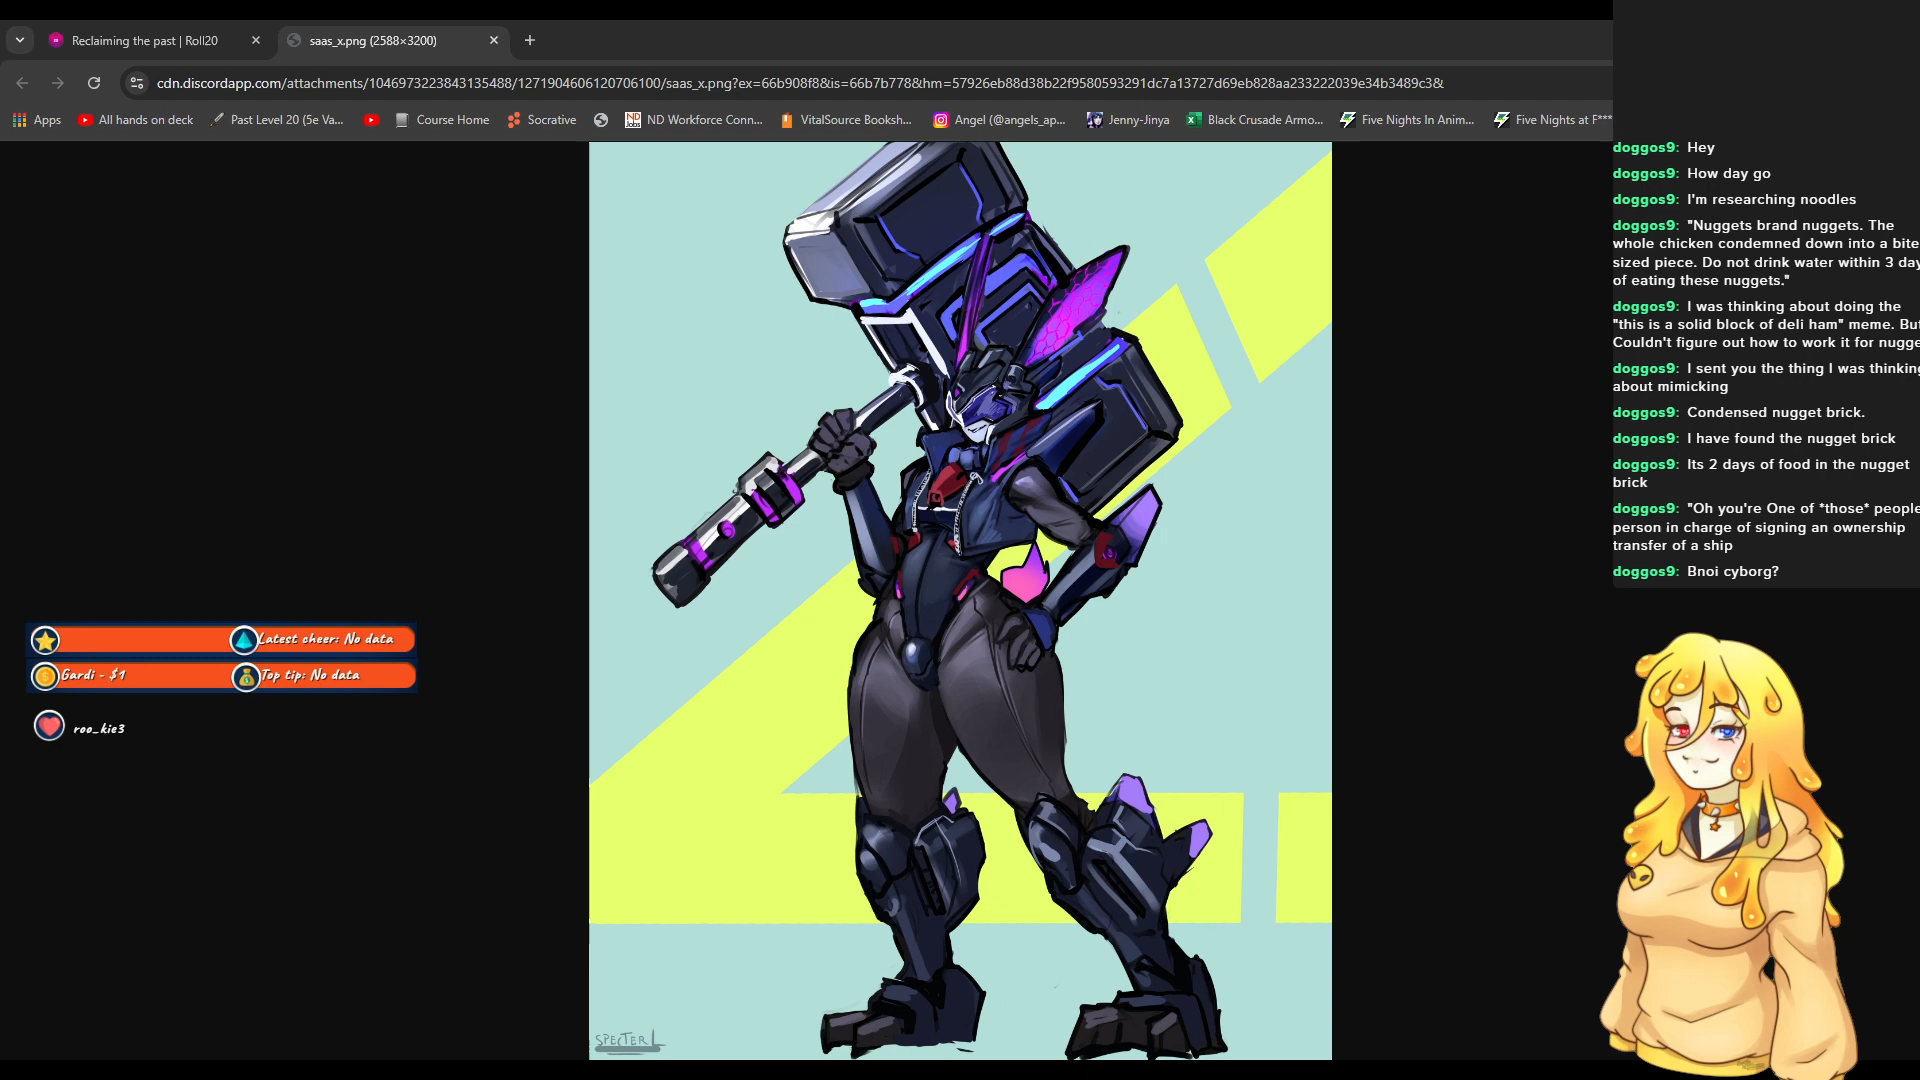 Reclaiming the past | Roll20
saas_x.png (2588×3200)
cdn.discordapp.com/attachments/1046973223843135488/1271904606120706100/saas_x.png?ex=66b908f8&is=66b7b778&hm=57926eb88d38b22f9580593291dc7a13727d69eb828aa233222039e34b3489c3&
Apps
All hands on deck
Past Level 20 (5e Va...
Course Home
Socrative
ND Workforce Conn...
VitalSource Booksh...
Angel (@angels_ap...
Jenny-Jinya
Black Crusade Armo...
Five Nights In Anim...
Five Nights at F***
doggos9: Hey
doggos9: How day go
doggos9: I'm researching noodles
doggos9: "Nuggets brand nuggets. The
whole chicken condemned down into a bite
sized piece. Do not drink water within 3 day
of eating these nuggets."
doggos9: I was thinking about doing the
"this is a solid block of deli ham" meme. But
Couldn't figure out how to work it for nugge
doggos9: I sent you the thing I was thinking
about mimicking
doggos9: Condensed nugget brick.
doggos9: I have found the nugget brick
doggos9: Its 2 days of food in the nugget
brick
doggos9: "Oh you're One of *those* people
person in charge of signing an ownership
transfer of a ship
doggos9: Bnoi cyborg?
Latest cheer: No data
Gardi - $1
Top tip: No data
roo_kie3
SPECTER L